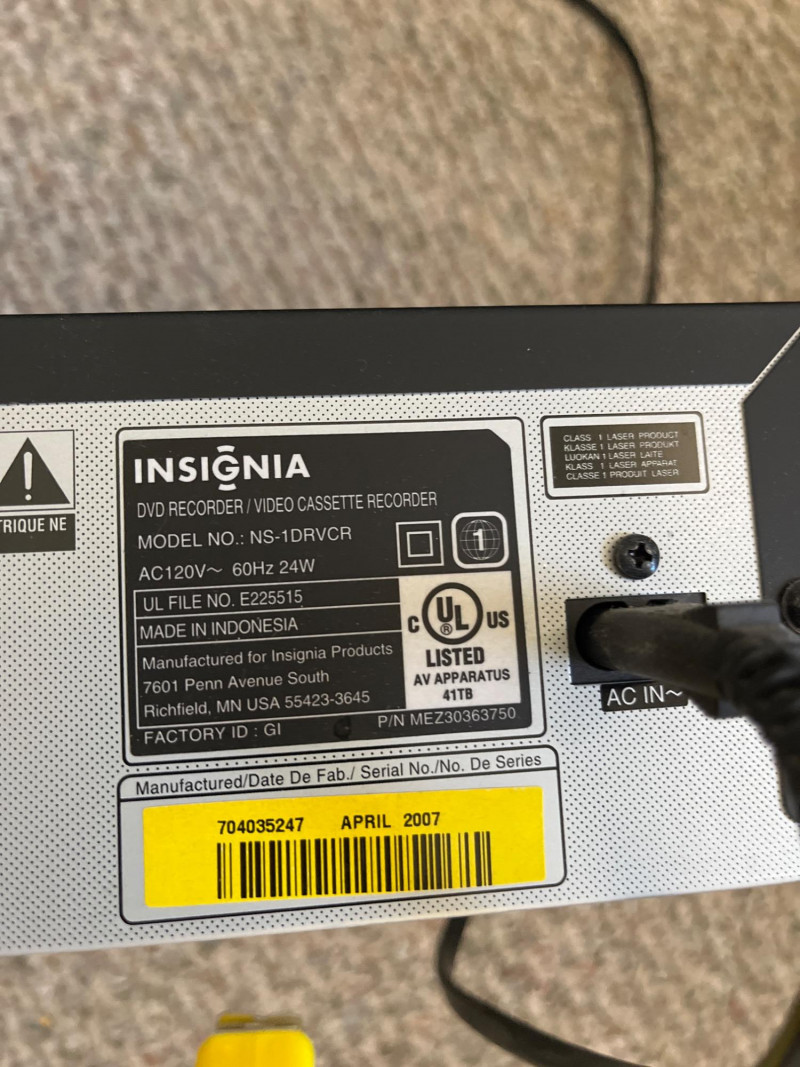 TRIQUE NE
INSIGNIA
DVD RECORDER / VIDEO CASSETTE RECORDER
MODEL NO.: NS-1DRVCR
AC120V～ 60Hz 24W
1
UL FILE NO. E225515
MADE IN INDONESIA
Manufactured for Insignia Products
7601 Penn Avenue South
Richfield, MN USA 55423-3645
FACTORY ID : GI
P/N MEZ30363750
C UL ® US
LISTED
AV APPARATUS
41TB
CLASS 1 LASER PRODUCT
KLASSE 1 LASER PRODUKT
LUOKAN 1 LASER LAITE
KLASS 1 LASER APPARAT
CLASSE 1 PRODUIT LASER
AC IN～
Manufactured/Date De Fab./ Serial No./No. De Series
704035247 APRIL 2007